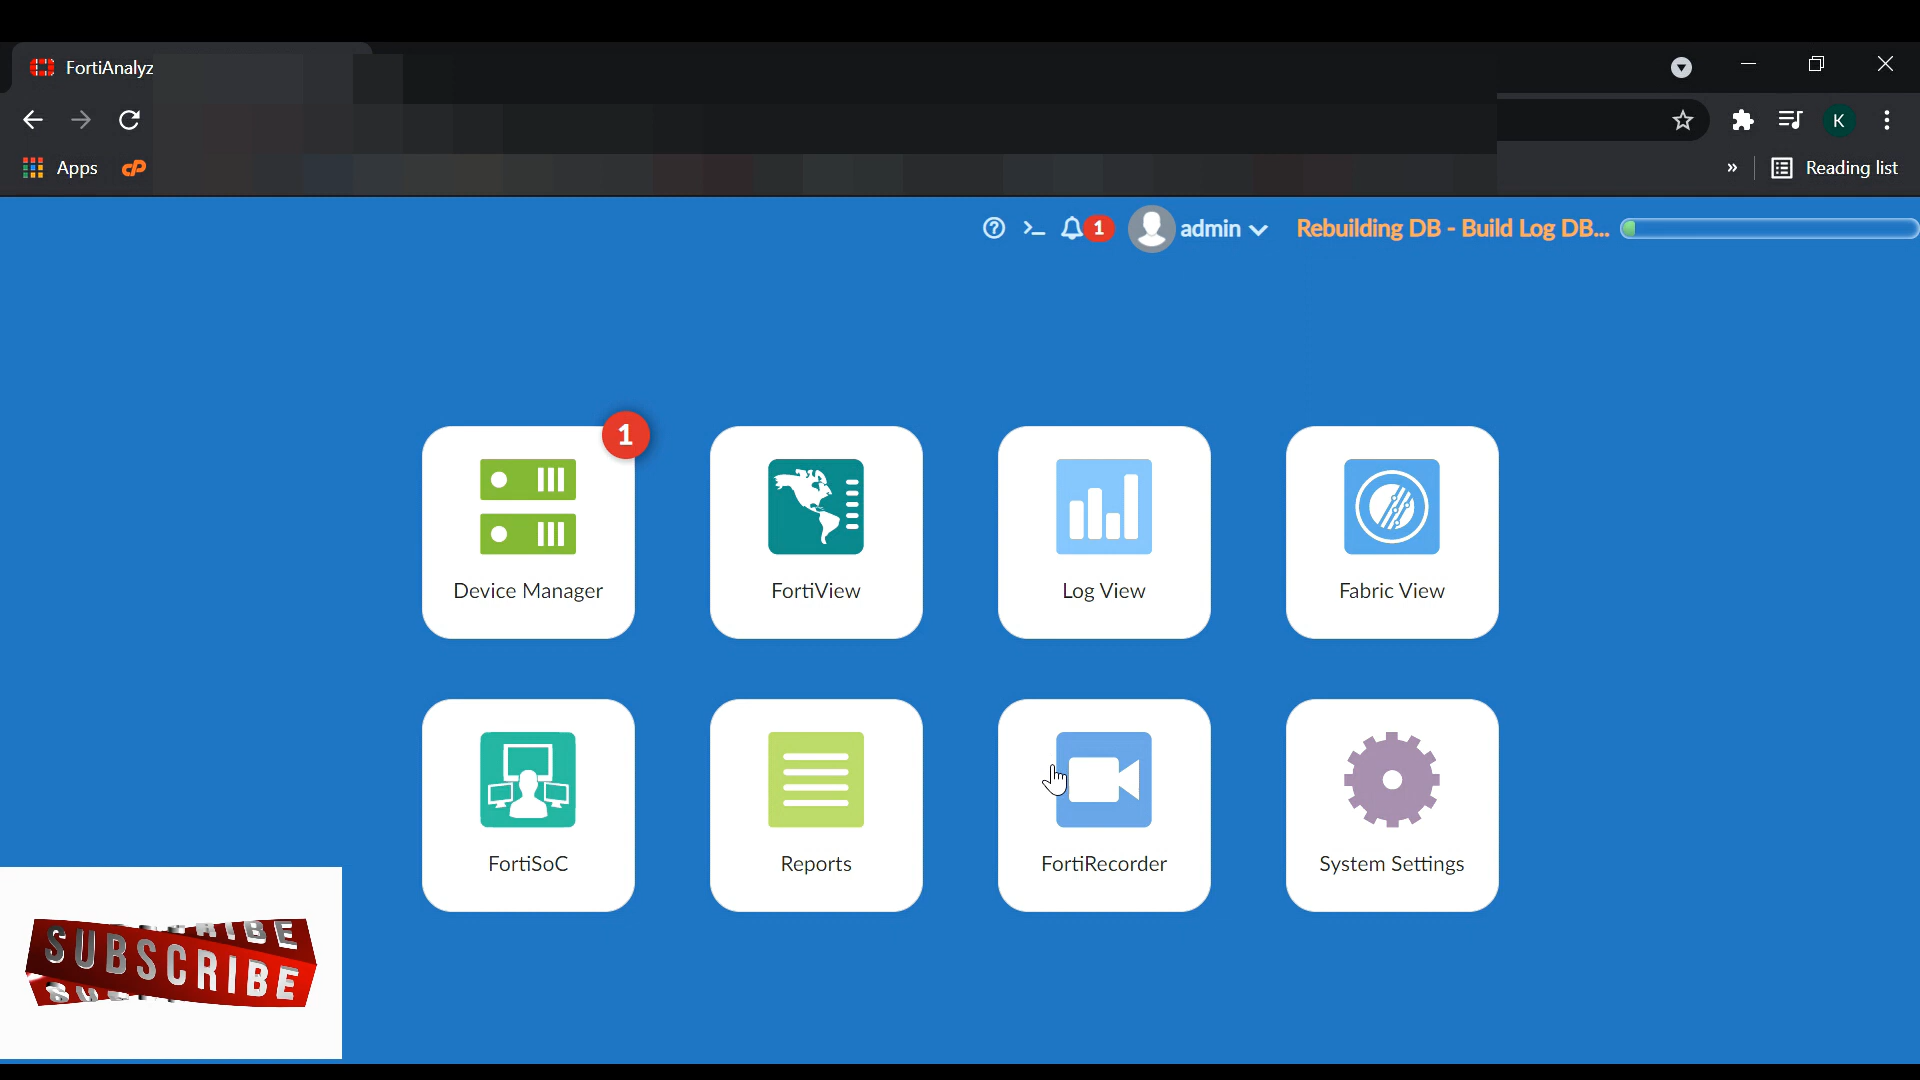 FortiAnalyz
K
Apps
Reading list
1
admin
Rebuilding DB - Build Log DB...
1
Device Manager
FortiView
Log View
Fabric View
FortiSoC
Reports
FortiRecorder
System Settings
SUBSCRIBE